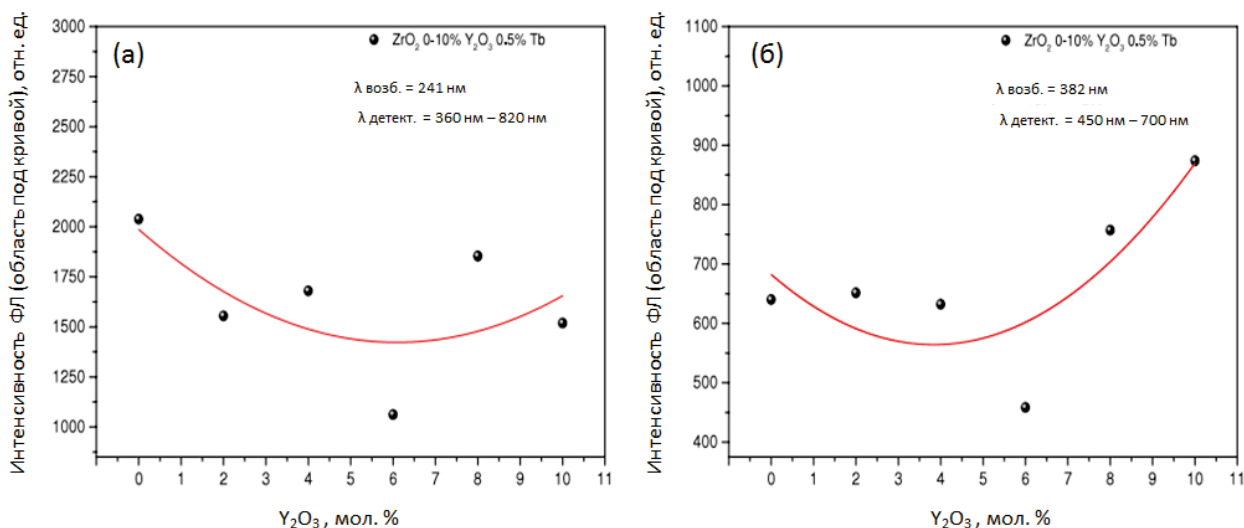 (а)
ZrO₂ 0-10% Y₂O₃ 0.5% Tb
λ возб. = 241 нм
λ детект. = 360 нм – 820 нм
Интенсивность ФЛ (область под кривой), отн. ед.
3000
2750
2500
2250
2000
1750
1500
1250
1000
0 1 2 3 4 5 6 7 8 9 10 11
Y₂O₃ , мол. %
(б)
ZrO₂ 0-10% Y₂O₃ 0.5% Tb
λ возб. = 382 нм
λ детект. = 450 нм – 700 нм
Интенсивность ФЛ (область под кривой), отн. ед.
1100
1000
900
800
700
600
500
400
0 1 2 3 4 5 6 7 8 9 10 11
Y₂O₃ , мол. %